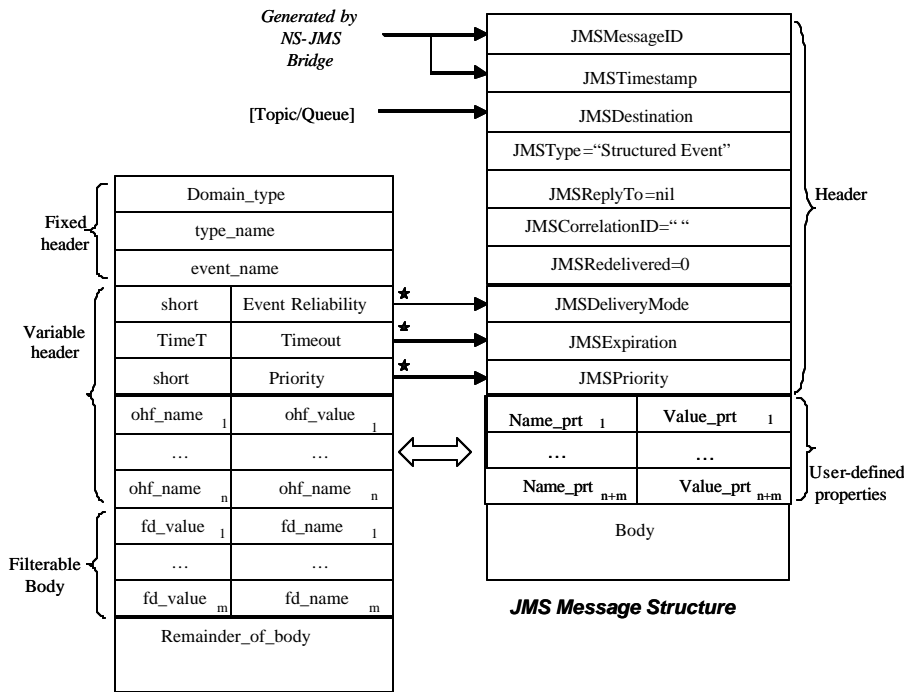 Generated by
NS-JMS
Bridge
[Topic/Queue]
JMSMessageID
JMSTimestamp
JMSDestination
JMSType=“Structured Event”
JMSReplyTo=nil
JMSCorrelationID=“ “
JMSRedelivered=0
JMSDeliveryMode
JMSExpiration
JMSPriority
Header
Name_prt 1 Value_prt 1
... ...
Name_prt n+m Value_prt n+m
User-defined
properties
Body
JMS Message Structure
Fixed
header
Domain_type
type_name
event_name
Variable
header
short Event Reliability ★
TimeT Timeout ★
short Priority ★
ohf_name 1 ohf_value 1
... ...
ohf_name n ohf_name n
Filterable
Body
fd_value 1 fd_name 1
... ...
fd_value m fd_name m
Remainder_of_body